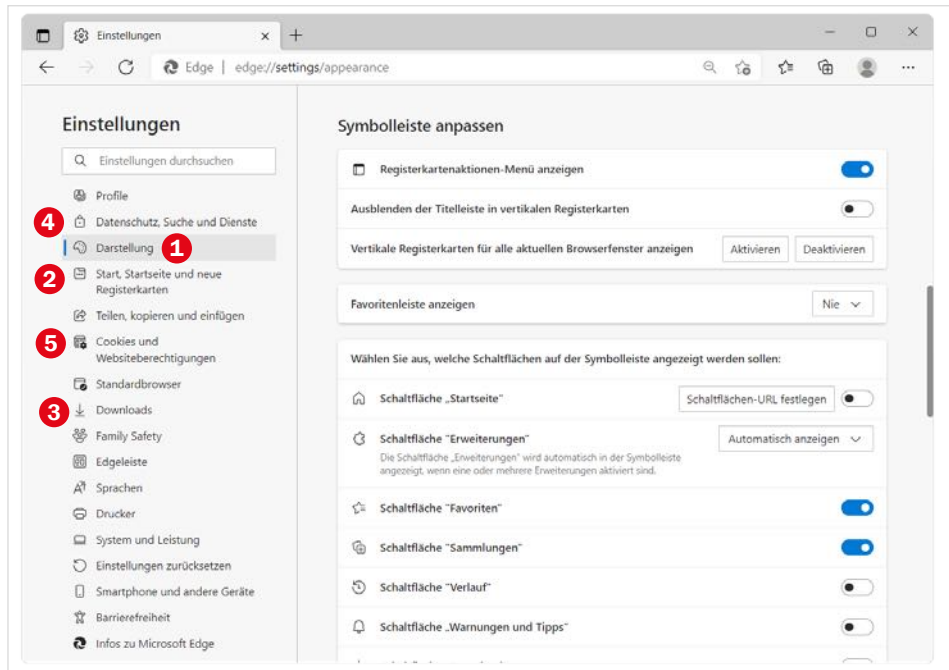 Einstellungen
Edge | edge://settings/appearance
Einstellungen
Einstellungen durchsuchen
Profile
4 Datenschutz, Suche und Dienste
Darstellung 1
2 Start, Startseite und neue
Registerkarten
Teilen, kopieren und einfügen
5 Cookies und
Websiteberechtigungen
Standardbrowser
3 Downloads
Family Safety
Edgeleiste
Sprachen
Drucker
System und Leistung
Einstellungen zurücksetzen
Smartphone und andere Geräte
Barrierefreiheit
Infos zu Microsoft Edge
Symbolleiste anpassen
Registerkartenaktionen-Menü anzeigen
Ausblenden der Titelleiste in vertikalen Registerkarten
Vertikale Registerkarten für alle aktuellen Browserfenster anzeigen Aktivieren Deaktivieren
Favoritenleiste anzeigen Nie
Wählen Sie aus, welche Schaltflächen auf der Symbolleiste angezeigt werden sollen:
Schaltfläche „Startseite" Schaltflächen-URL festlegen
Schaltfläche "Erweiterungen" Automatisch anzeigen
Die Schaltfläche „Erweiterungen" wird automatisch in der Symbolleiste
angezeigt, wenn eine oder mehrere Erweiterungen aktiviert sind.
Schaltfläche "Favoriten"
Schaltfläche "Sammlungen"
Schaltfläche "Verlauf"
Schaltfläche „Warnungen und Tipps"